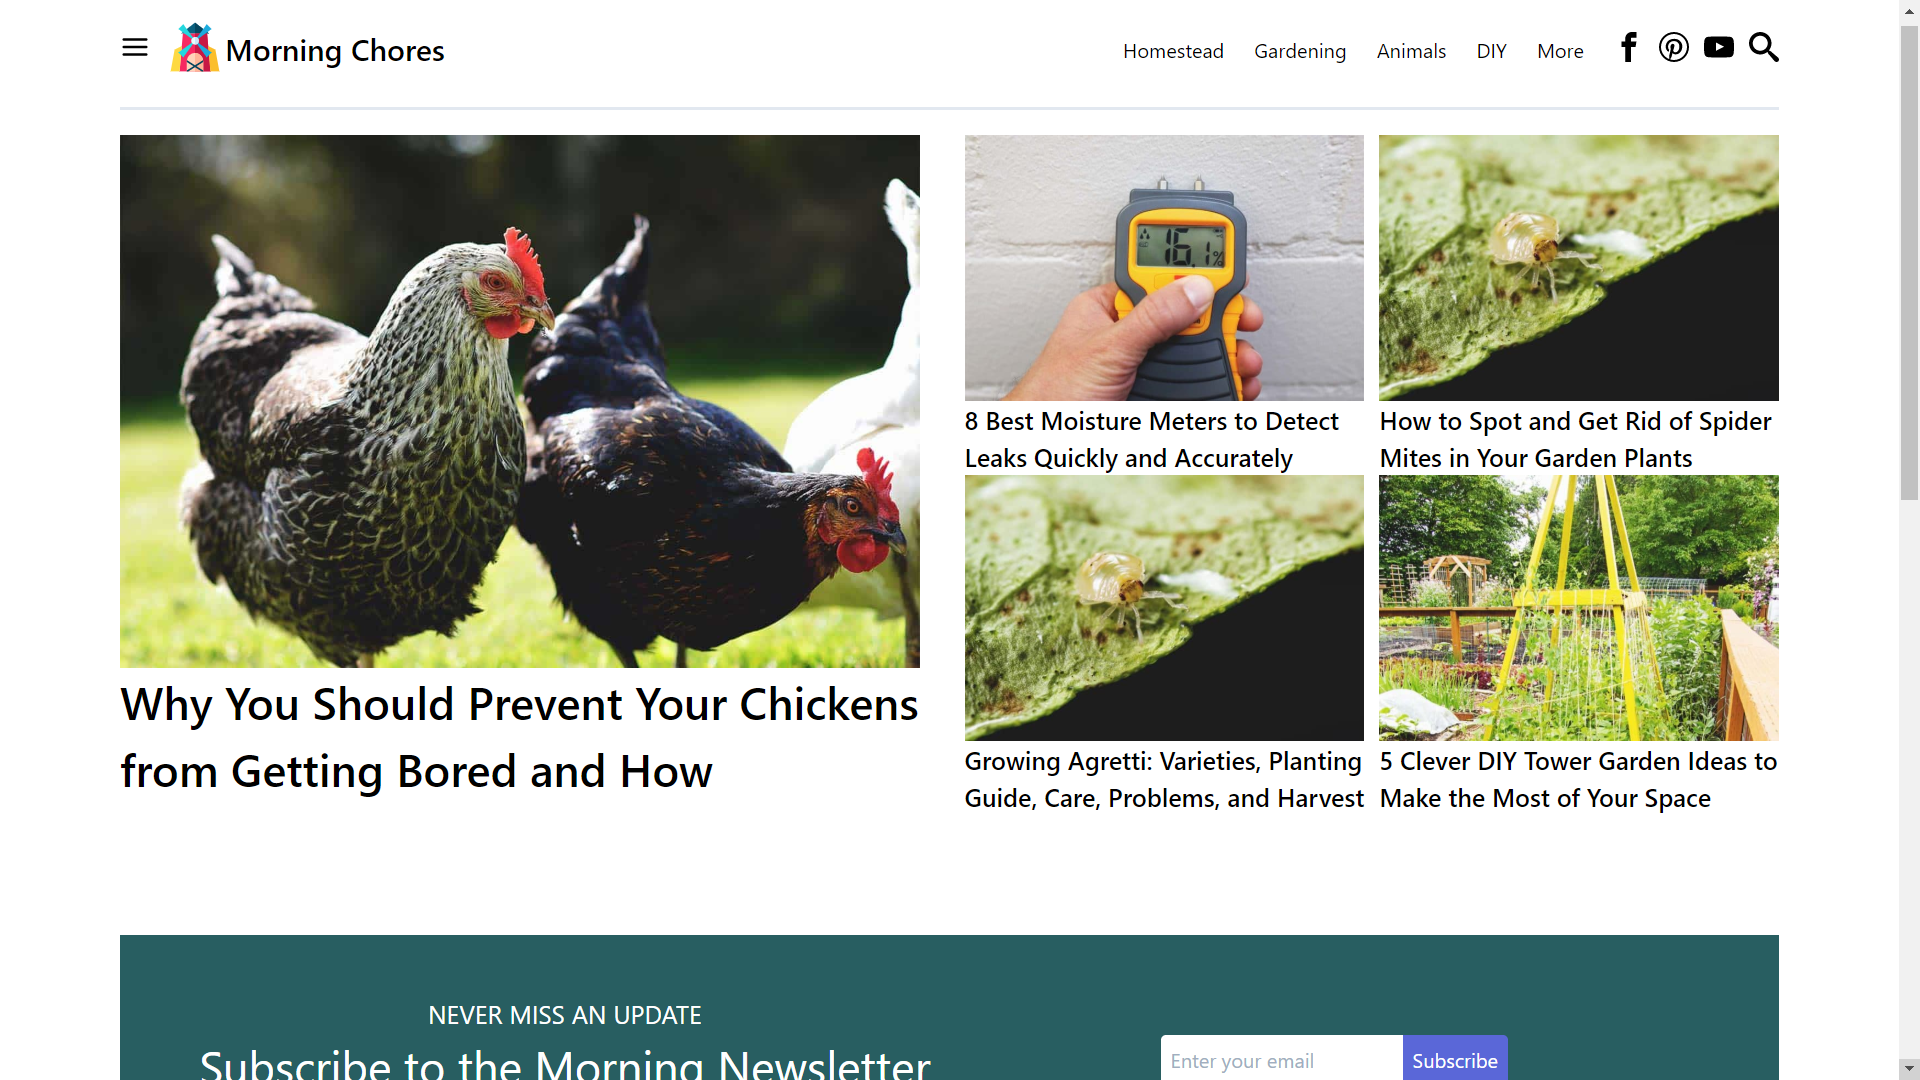 Morning Chores
Homestead
Gardening
Animals
DIY
More
16.1%
8 Best Moisture Meters to Detect
Leaks Quickly and Accurately
How to Spot and Get Rid of Spider
Mites in Your Garden Plants
Why You Should Prevent Your Chickens
from Getting Bored and How
Growing Agretti: Varieties, Planting
Guide, Care, Problems, and Harvest
5 Clever DIY Tower Garden Ideas to
Make the Most of Your Space
NEVER MISS AN UPDATE
Subscribe to the Morning Newsletter
Enter your email
Subscribe